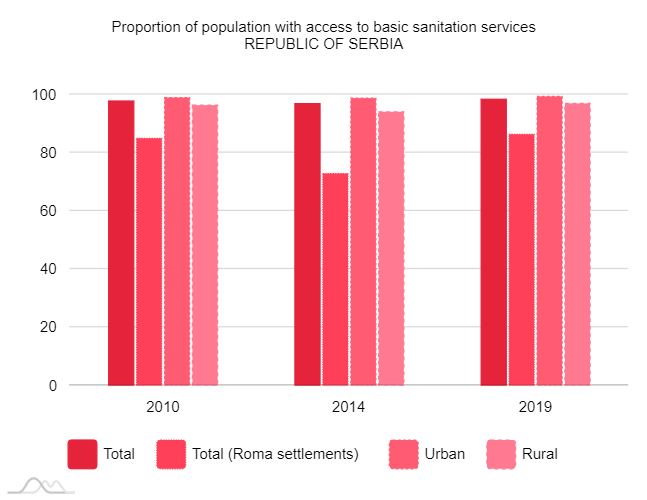 Proportion of population with access to basic sanitation services
REPUBLIC OF SERBIA
100
80
60
40
20
0
2010 2014 2019
Total Total (Roma settlements) Urban Rural